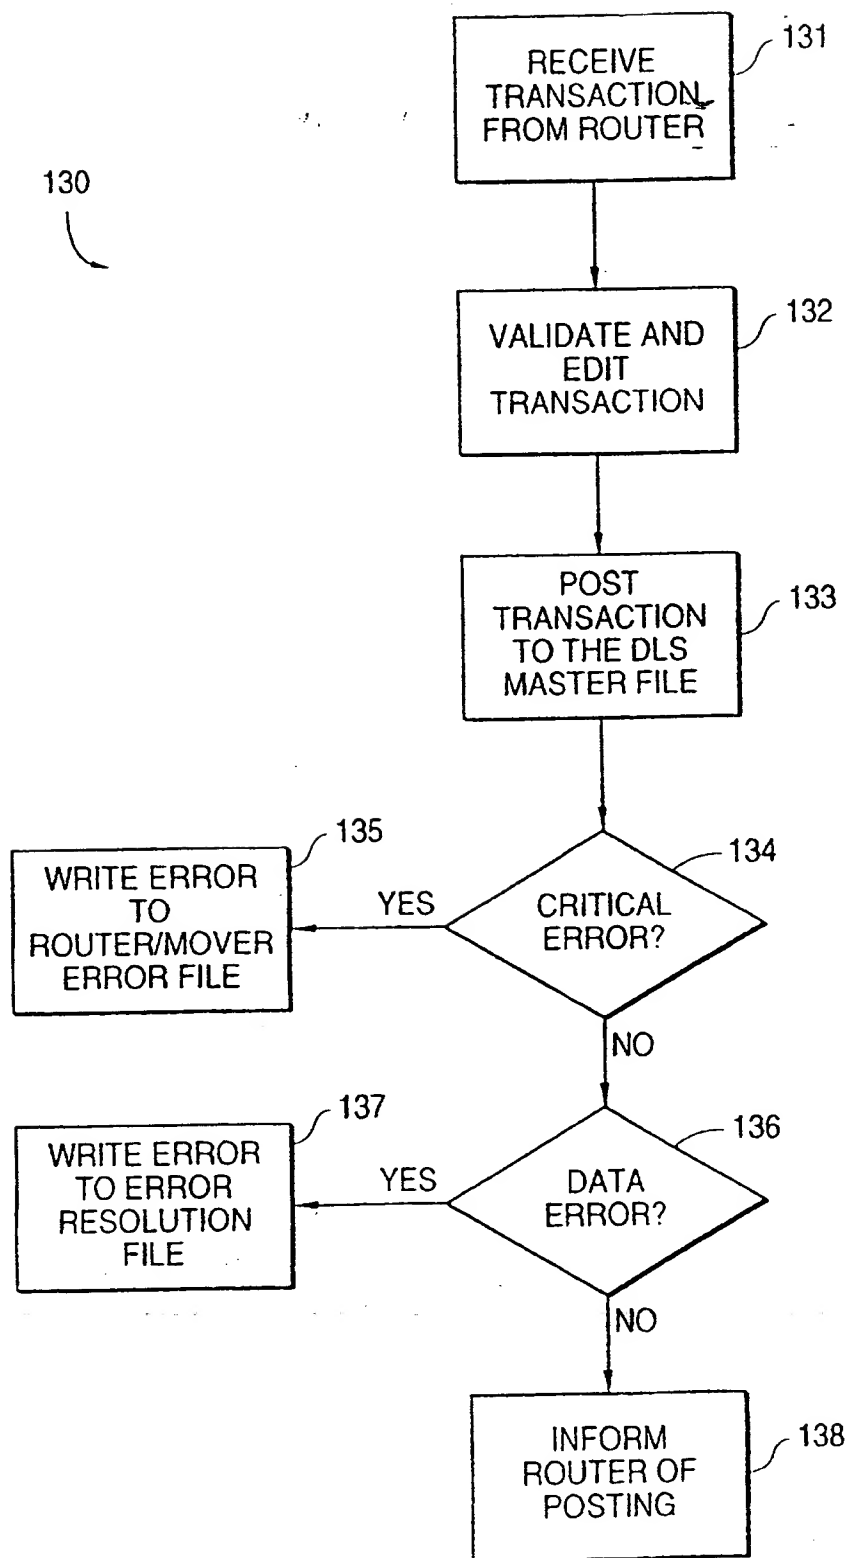 131
RECEIVE
TRANSACTION
FROM ROUTER
130
132
VALIDATE AND
EDIT
TRANSACTION
133
POST
TRANSACTION
TO THE DLS
MASTER FILE
135
WRITE ERROR
TO
ROUTER/MOVER
ERROR FILE
YES
134
CRITICAL
ERROR?
NO
137
WRITE ERROR
TO ERROR
RESOLUTION
FILE
YES
136
DATA
ERROR?
NO
138
INFORM
ROUTER OF
POSTING